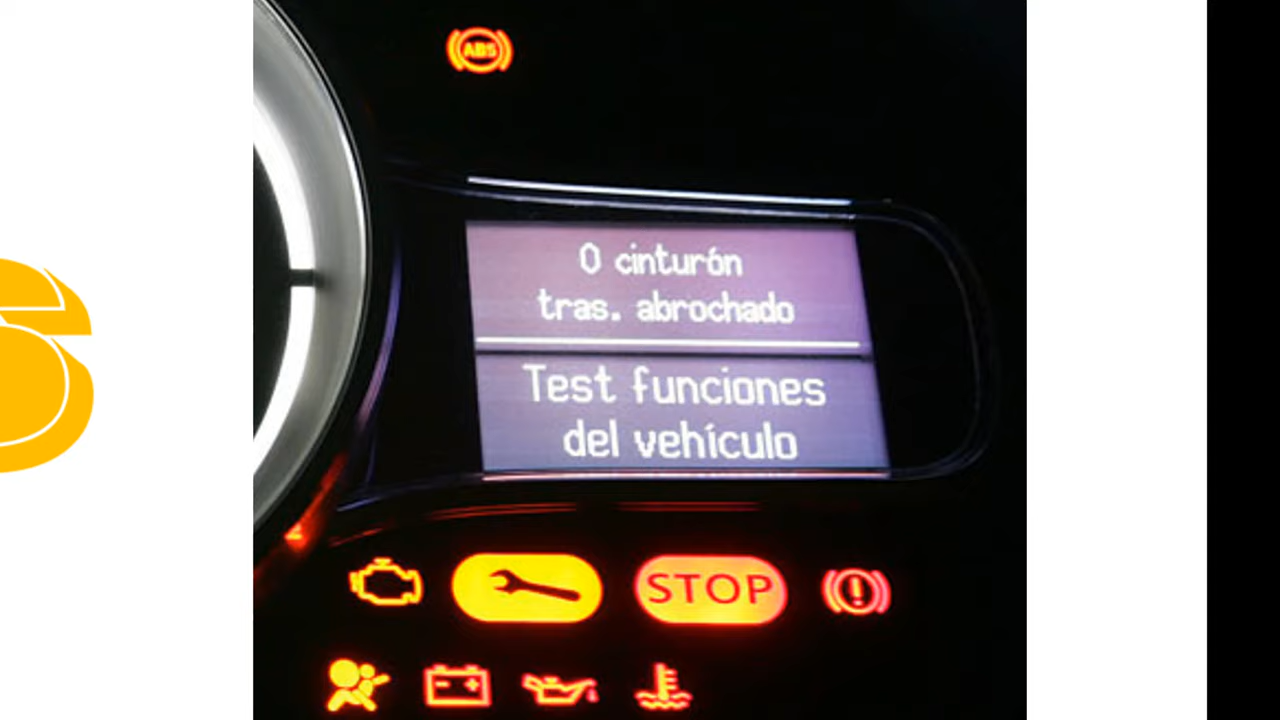 ABS
0 cinturón
tras. abrochado
Test funciones
del vehículo
STOP